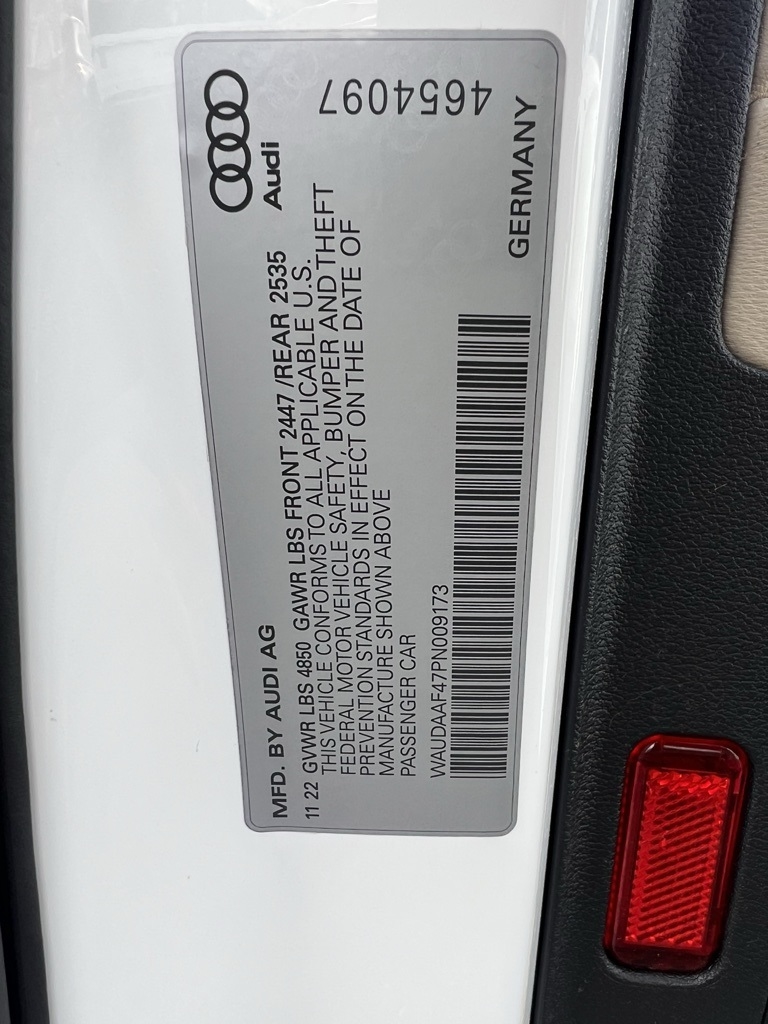 MFD. BY AUDI AG
Audi
11 22 GVWR LBS 4850 GAWR LBS FRONT 2447 /REAR 2535
THIS VEHICLE CONFORMS TO ALL APPLICABLE U.S.
FEDERAL MOTOR VEHICLE SAFETY, BUMPER AND THEFT
PREVENTION STANDARDS IN EFFECT ON THE DATE OF
MANUFACTURE SHOWN ABOVE
PASSENGER CAR
WAUDAAF47PN009173
4654097
GERMANY